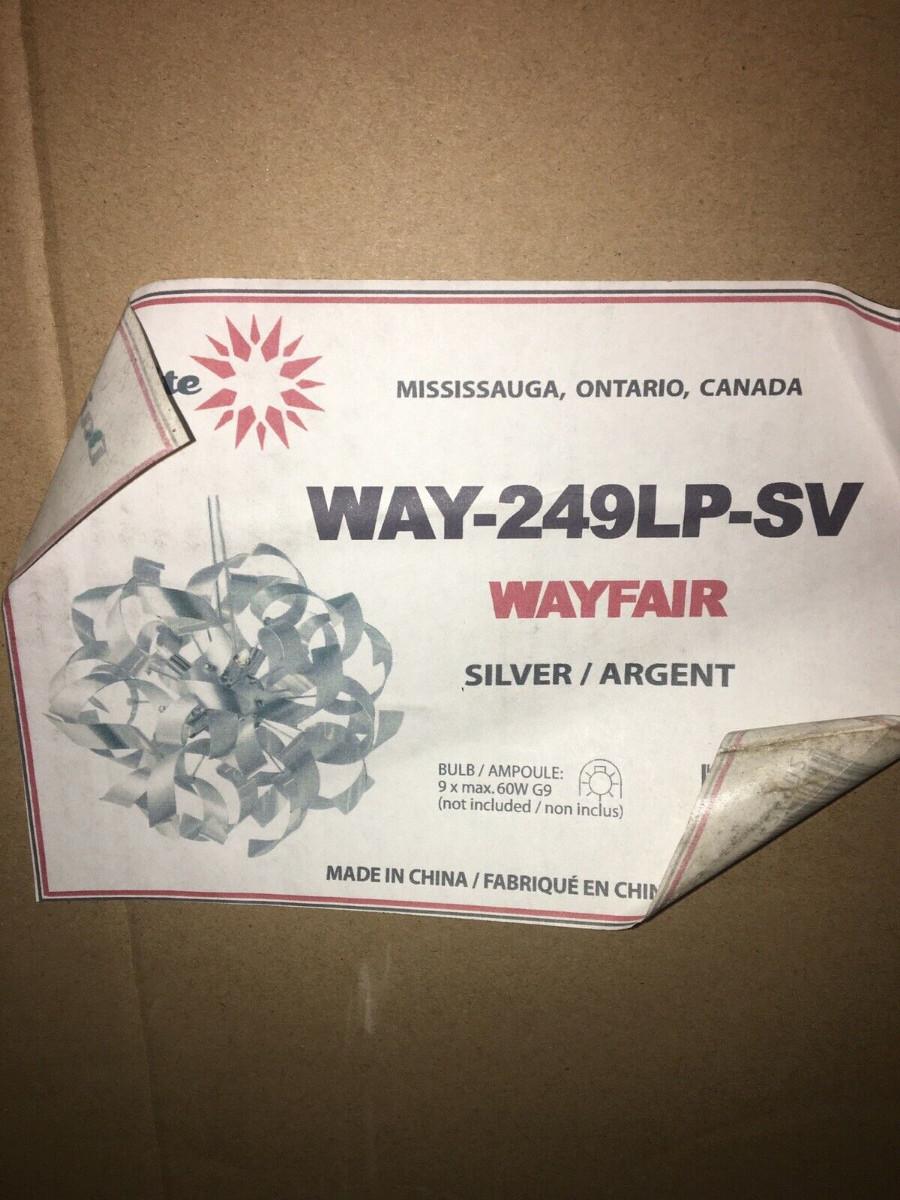 te
MISSISSAUGA, ONTARIO, CANADA
WAY-249LP-SV
WAYFAIR
SILVER / ARGENT
BULB / AMPOULE:
9 x max. 60W G9
(not included / non inclus)
MADE IN CHINA / FABRIQUÉ EN CHIN